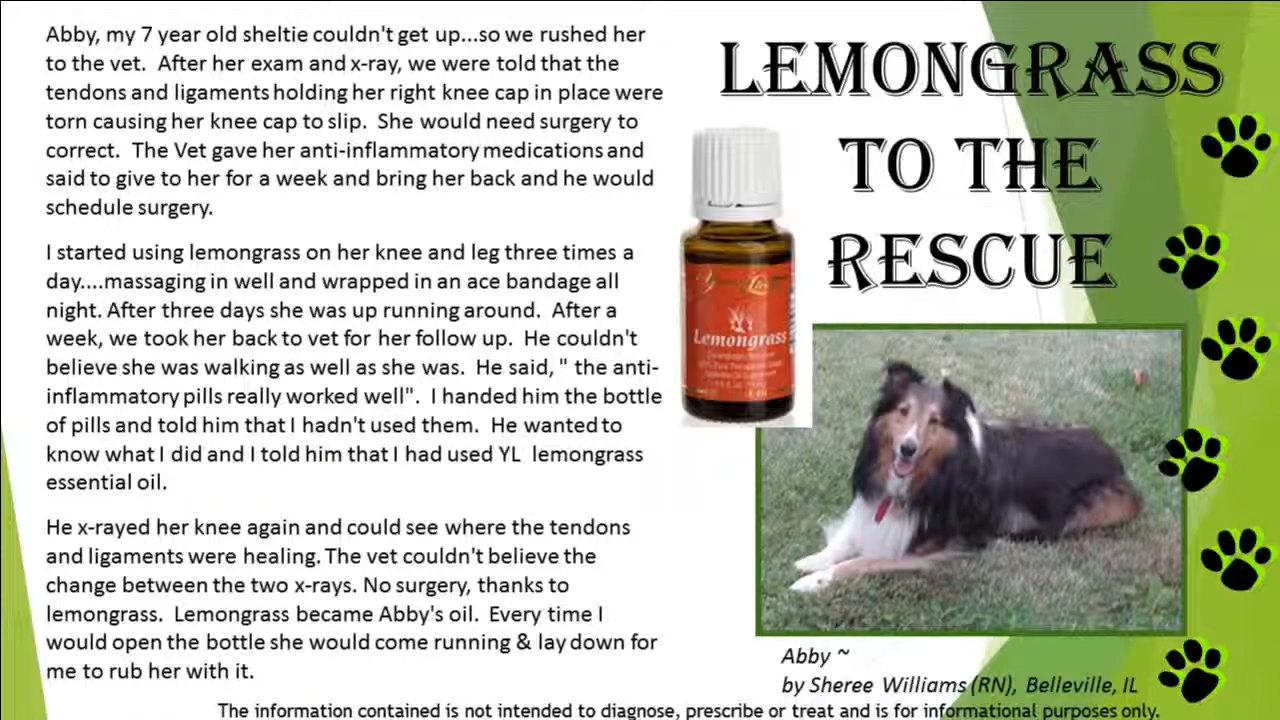 Abby, my 7 year old sheltie couldn't get up...so we rushed her
to the vet.  After her exam and x-ray, we were told that the
tendons and ligaments holding her right knee cap in place were
torn causing her knee cap to slip.  She would need surgery to
correct.  The Vet gave her anti-inflammatory medications and
said to give to her for a week and bring her back and he would
schedule surgery.
I started using lemongrass on her knee and leg three times a
day....massaging in well and wrapped in an ace bandage all
night. After three days she was up running around.  After a
week, we took her back to vet for her follow up.  He couldn't
believe she was walking as well as she was.  He said, " the anti-
inflammatory pills really worked well".  I handed him the bottle
of pills and told him that I hadn't used them.  He wanted to
know what I did and I told him that I had used YL  lemongrass
essential oil.
He x-rayed her knee again and could see where the tendons
and ligaments were healing. The vet couldn't believe the
change between the two x-rays. No surgery, thanks to
lemongrass.  Lemongrass became Abby's oil.  Every time I
would open the bottle she would come running & lay down for
me to rub her with it.
LEMONGRASS
TO THE
RESCUE
Lemongrass
Abby ~
by Sheree Williams (RN), Belleville, IL
The information contained is not intended to diagnose, prescribe or treat and is for informational purposes only.